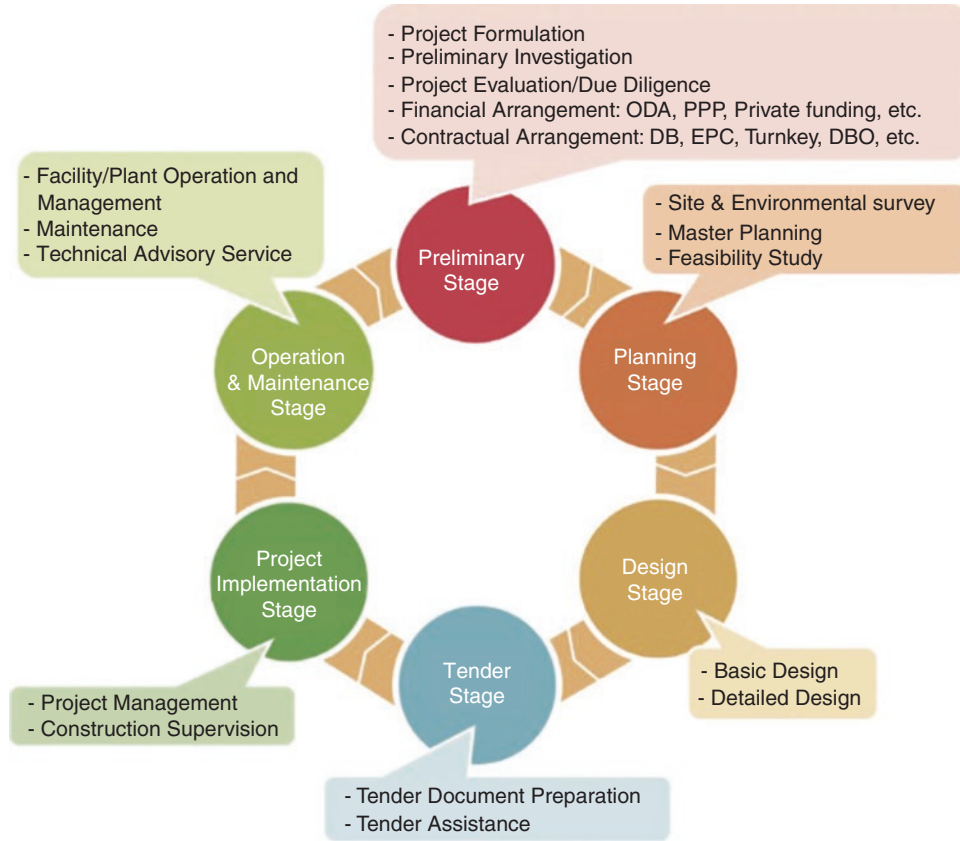 - Project Formulation
- Preliminary Investigation
- Project Evaluation/Due Diligence
- Financial Arrangement: ODA, PPP, Private funding, etc.
- Contractual Arrangement: DB, EPC, Turnkey, DBO, etc.
Preliminary
Stage
- Site & Environmental survey
- Master Planning
- Feasibility Study
Planning
Stage
Design
Stage
- Basic Design
- Detailed Design
Tender
Stage
- Tender Document Preparation
- Tender Assistance
Project
Implementation
Stage
- Project Management
- Construction Supervision
Operation
& Maintenance
Stage
- Facility/Plant Operation and
Management
- Maintenance
- Technical Advisory Service